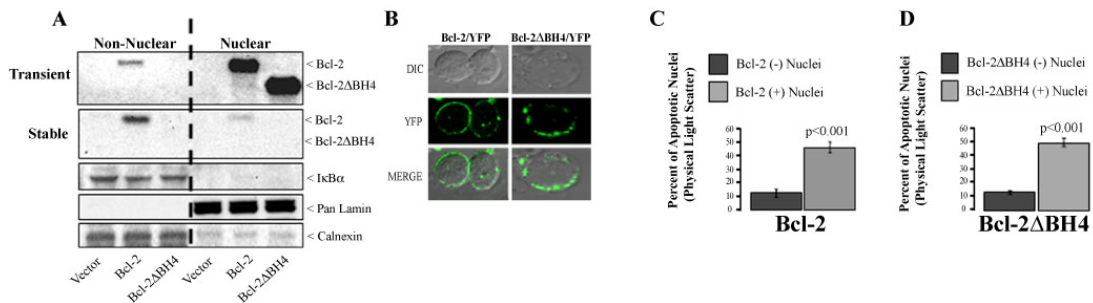 A
Non-Nuclear
Nuclear
Transient
< Bcl-2
< Bcl-2ΔBH4
Stable
< Bcl-2
< Bcl-2ΔBH4
< IκBα
< Pan Lamin
< Calnexin
Vector
Bcl-2
Bcl-2ΔBH4
Vector
Bcl-2
Bcl-2ΔBH4
B
Bcl-2/YFP
Bcl-2ΔBH4/YFP
DIC
YFP
MERGE
C
Bcl-2 (-) Nuclei
Bcl-2 (+) Nuclei
Percent of Apoptotic Nuclei
(Physical Light Scatter)
p<0.001
60
50
40
30
20
10
0
Bcl-2
D
Bcl-2ΔBH4 (-) Nuclei
Bcl-2ΔBH4 (+) Nuclei
Percent of Apoptotic Nuclei
(Physical Light Scatter)
p<0.001
60
50
40
30
20
10
0
Bcl-2ΔBH4